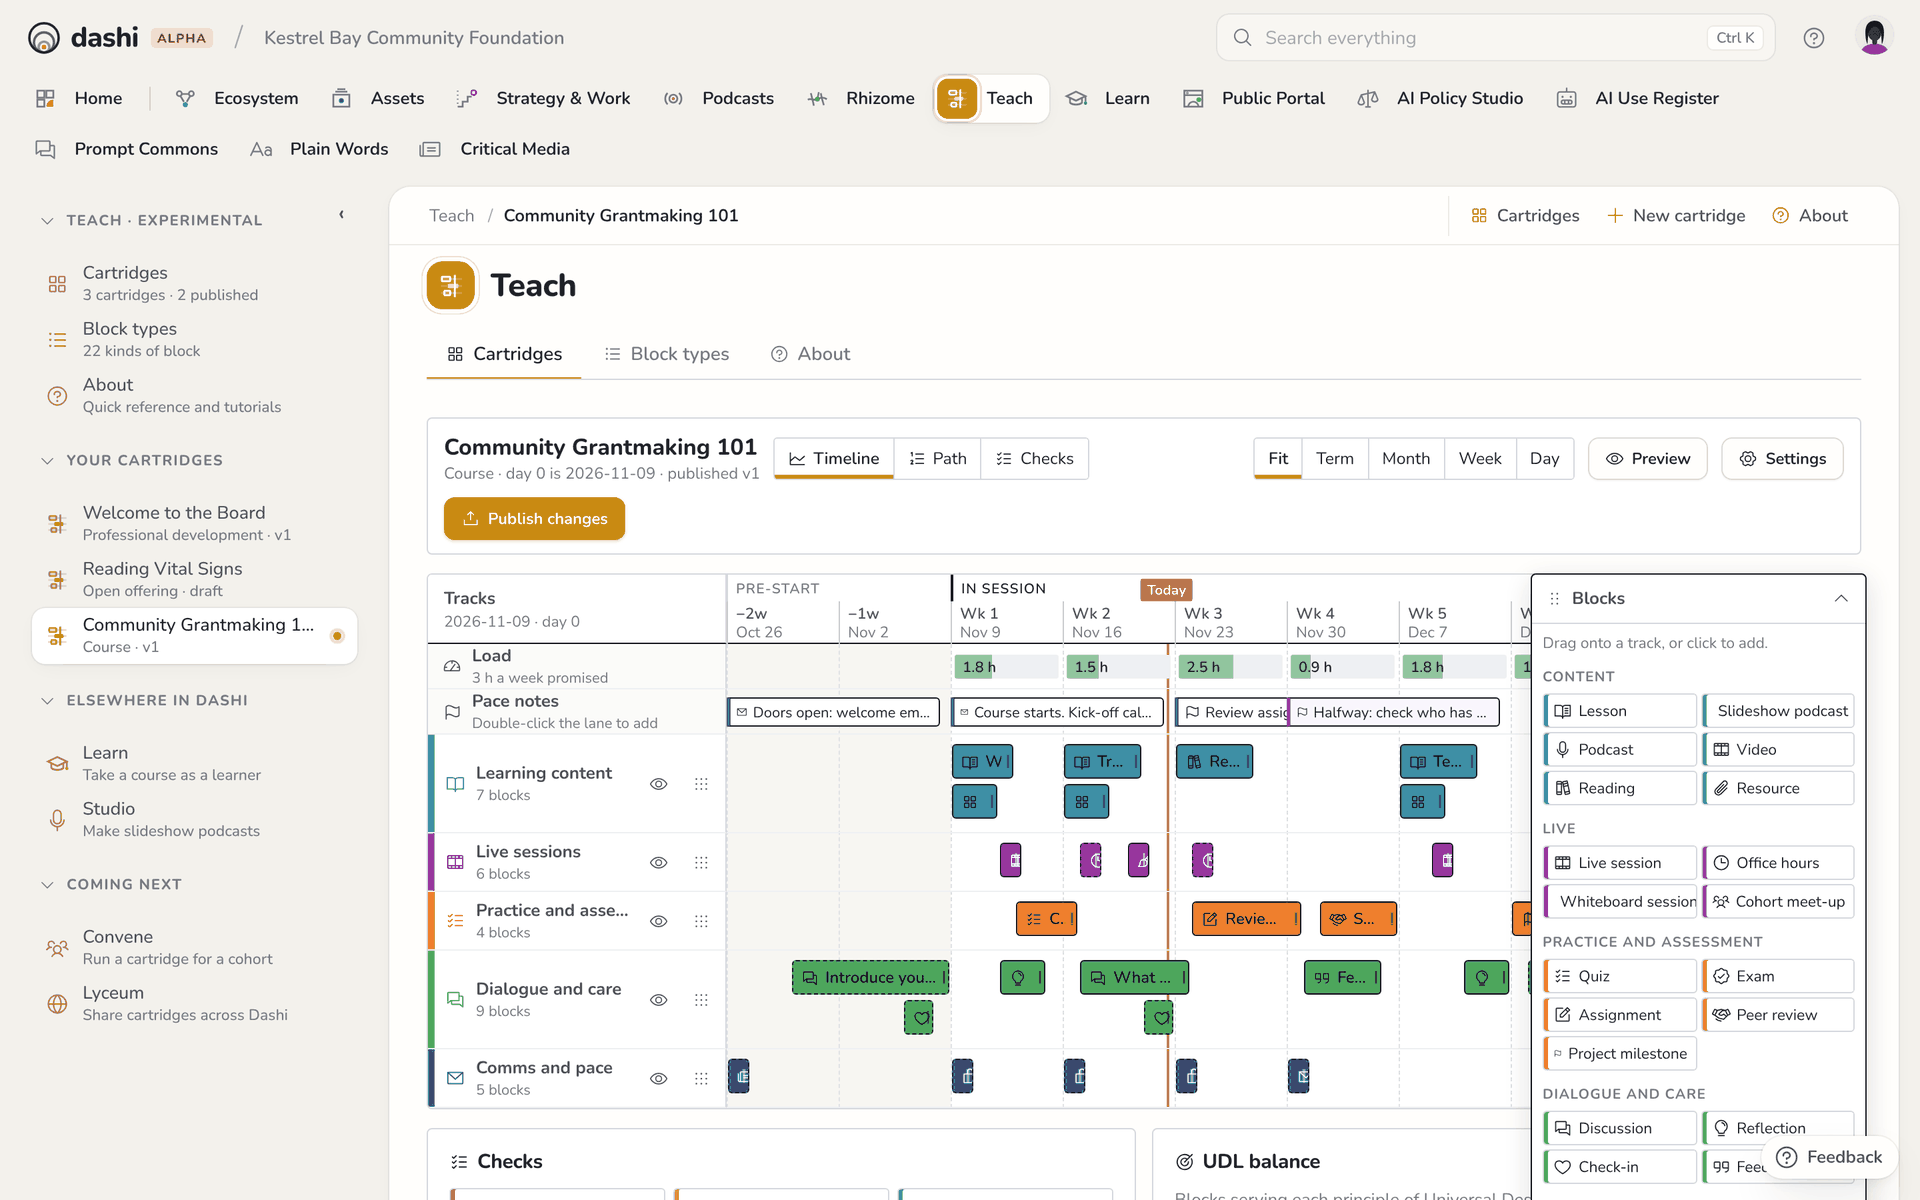 dashi ALPHA / Kestrel Bay Community Foundation
Search everything Ctrl K
Home Ecosystem Assets Strategy & Work Podcasts Rhizome Teach Learn Public Portal AI Policy Studio AI Use Register
Prompt Commons Aa Plain Words Critical Media
TEACH · EXPERIMENTAL
Cartridges
3 cartridges · 2 published
Block types
22 kinds of block
About
Quick reference and tutorials
YOUR CARTRIDGES
Welcome to the Board
Professional development · v1
Reading Vital Signs
Open offering · draft
Community Grantmaking 1...
Course · v1
ELSEWHERE IN DASHI
Learn
Take a course as a learner
Studio
Make slideshow podcasts
COMING NEXT
Convene
Run a cartridge for a cohort
Lyceum
Share cartridges across Dashi
Teach / Community Grantmaking 101
Cartridges New cartridge About
Teach
Cartridges Block types About
Community Grantmaking 101
Course · day 0 is 2026-11-09 · published v1
Timeline Path Checks
Fit Term Month Week Day
Preview Settings
Publish changes
Tracks
2026-11-09 · day 0
PRE-START IN SESSION Today
−2w −1w Wk 1 Wk 2 Wk 3 Wk 4 Wk 5 W
Oct 26 Nov 2 Nov 9 Nov 16 Nov 23 Nov 30 Dec 7 D
Load
3 h a week promised
1.8 h 1.5 h 2.5 h 0.9 h 1.8 h 1
Pace notes
Double-click the lane to add
Doors open: welcome em... Course starts. Kick-off cal... Review assig Halfway: check who has ...
Learning content
7 blocks
W Tr... Re... Te...
Live sessions
6 blocks
Practice and asse...
4 blocks
C. Revie... S...
Dialogue and care
9 blocks
Introduce you... What ... Fe...
Comms and pace
5 blocks
Blocks
Drag onto a track, or click to add.
CONTENT
Lesson Slideshow podcast
Podcast Video
Reading Resource
LIVE
Live session Office hours
Whiteboard session Cohort meet-up
PRACTICE AND ASSESSMENT
Quiz Exam
Assignment Peer review
Project milestone
DIALOGUE AND CARE
Discussion Reflection
Check-in Feed
Feedback
Checks
UDL balance
Blocks serving each principle of Universal Des